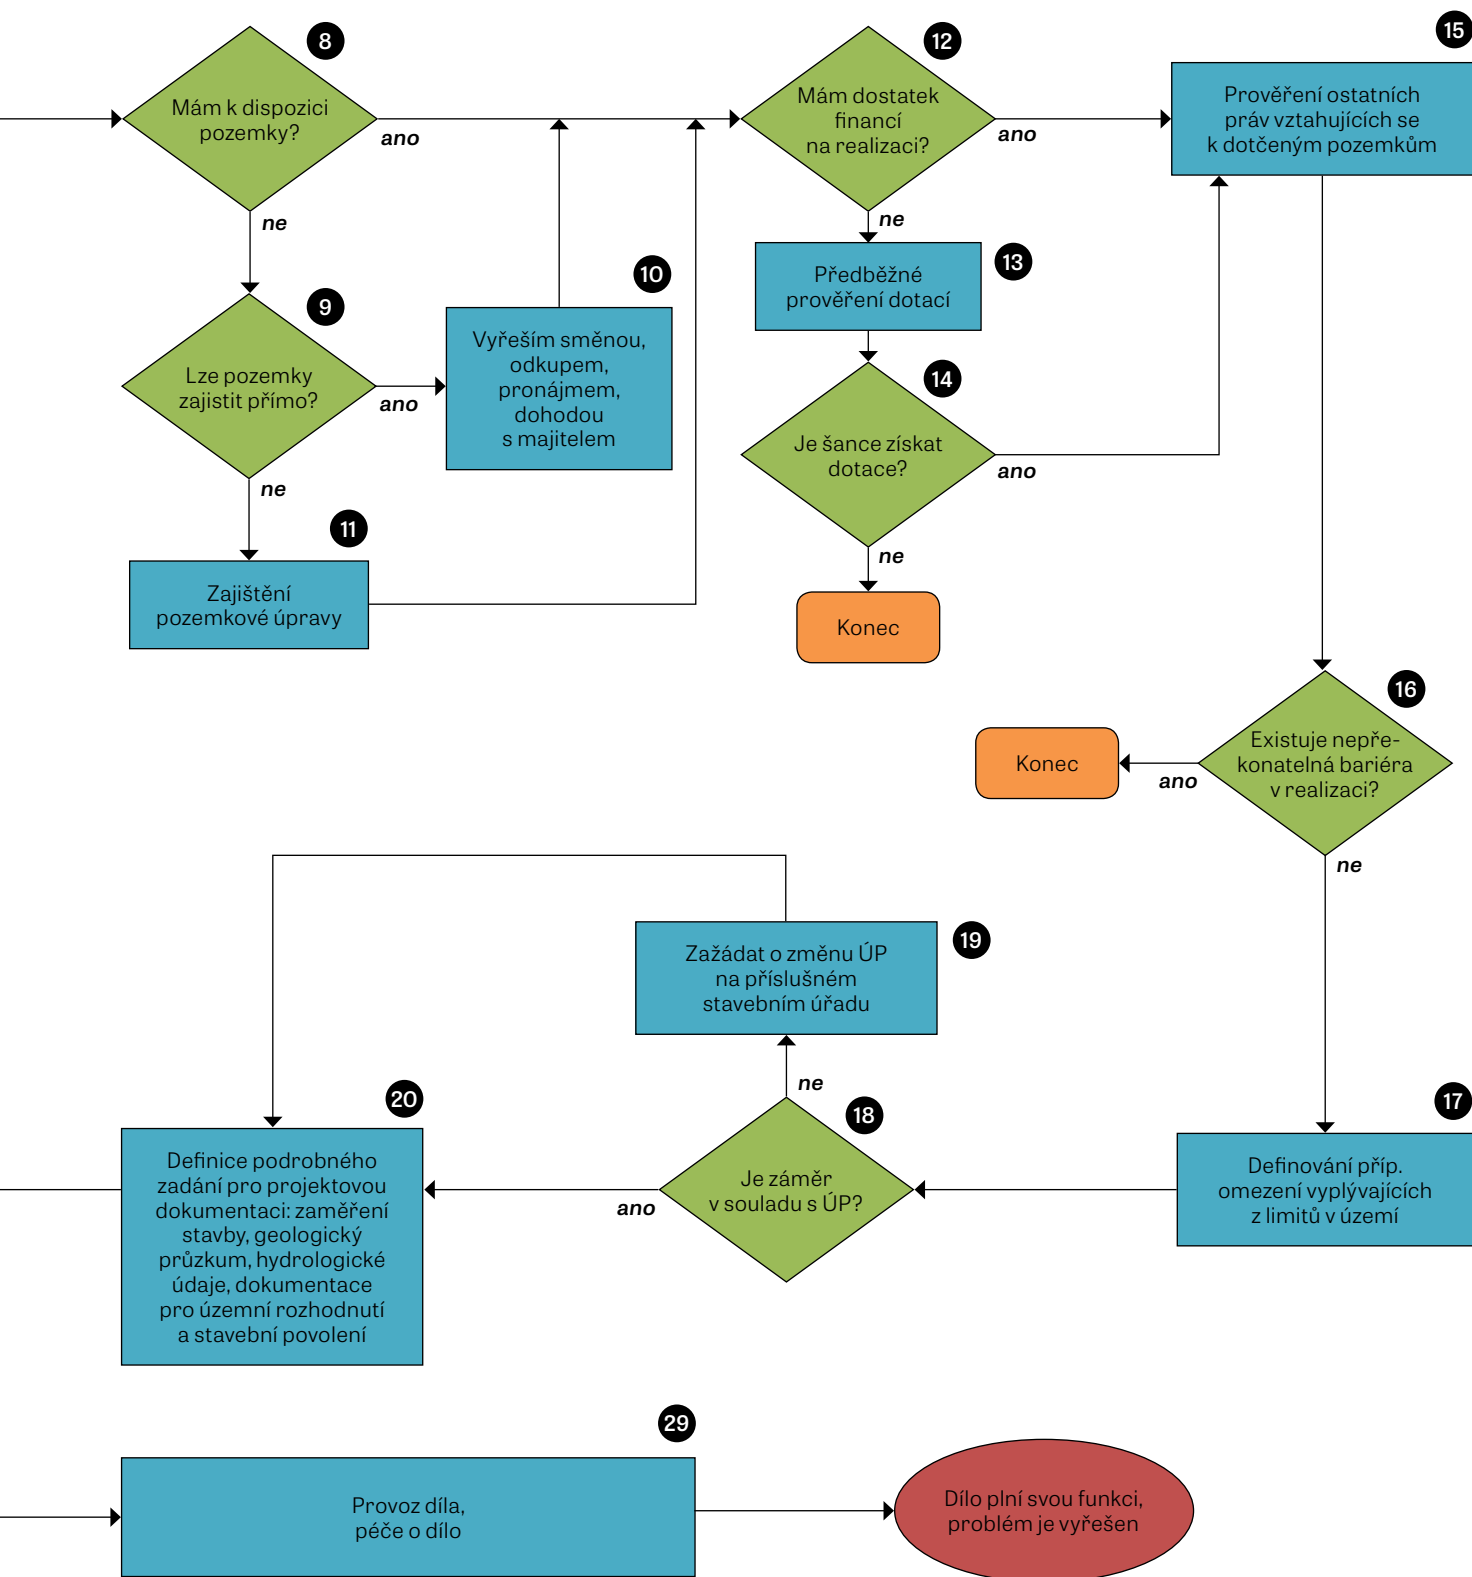 8
Mám k dispozici
pozemky?
ano
ne
9
Lze pozemky
zajistit přímo?
ano
ne
10
Vyřeším směnou,
odkupem,
pronájmem,
dohodou
s majitelem
11
Zajištění
pozemkové úpravy
12
Mám dostatek
financí
na realizaci?
ano
ne
13
Předběžné
prověření dotací
14
Je šance získat
dotace?
ano
ne
Konec
15
Prověření ostatních
práv vztahujících se
k dotčeným pozemkům
16
Existuje nepře-
konatelná bariéra
v realizaci?
ano
Konec
ne
17
Definování příp.
omezení vyplývajících
z limitů v území
18
Je záměr
v souladu s ÚP?
ne
ano
19
Zažádat o změnu ÚP
na příslušném
stavebním úřadu
20
Definice podrobného
zadání pro projektovou
dokumentaci: zaměření
stavby, geologický
průzkum, hydrologické
údaje, dokumentace
pro územní rozhodnutí
a stavební povolení
29
Provoz díla,
péče o dílo
Dílo plní svou funkci,
problém je vyřešen